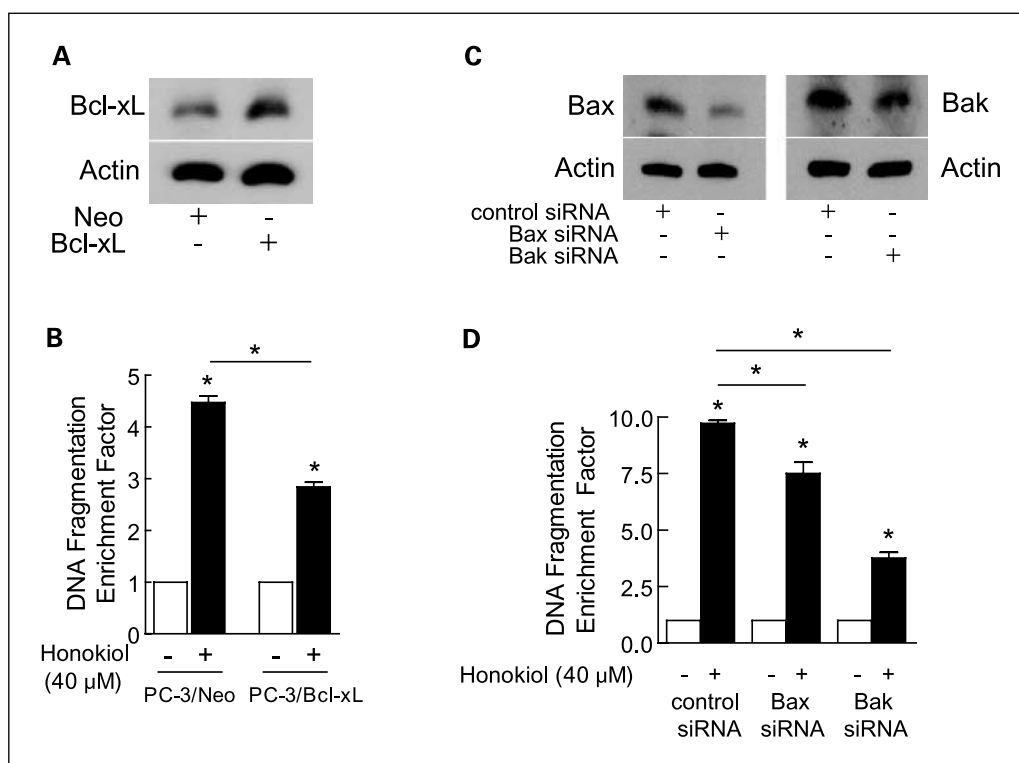 A
Bcl-xL
Actin
Neo + -
Bcl-xL - +
C
Bax Bak
Actin Actin
control siRNA + - + -
Bax siRNA - + - -
Bak siRNA - - - +
B
DNA Fragmentation
Enrichment Factor
5
4
3
2
1
0
*
*
*
Honokiol - + - +
(40 µM)
PC-3/Neo PC-3/Bcl-xL
D
DNA Fragmentation
Enrichment Factor
10.0
7.5
5.0
2.5
0.0
*
*
*
*
*
Honokiol (40 µM) - + - + - +
control Bax Bak
siRNA siRNA siRNA